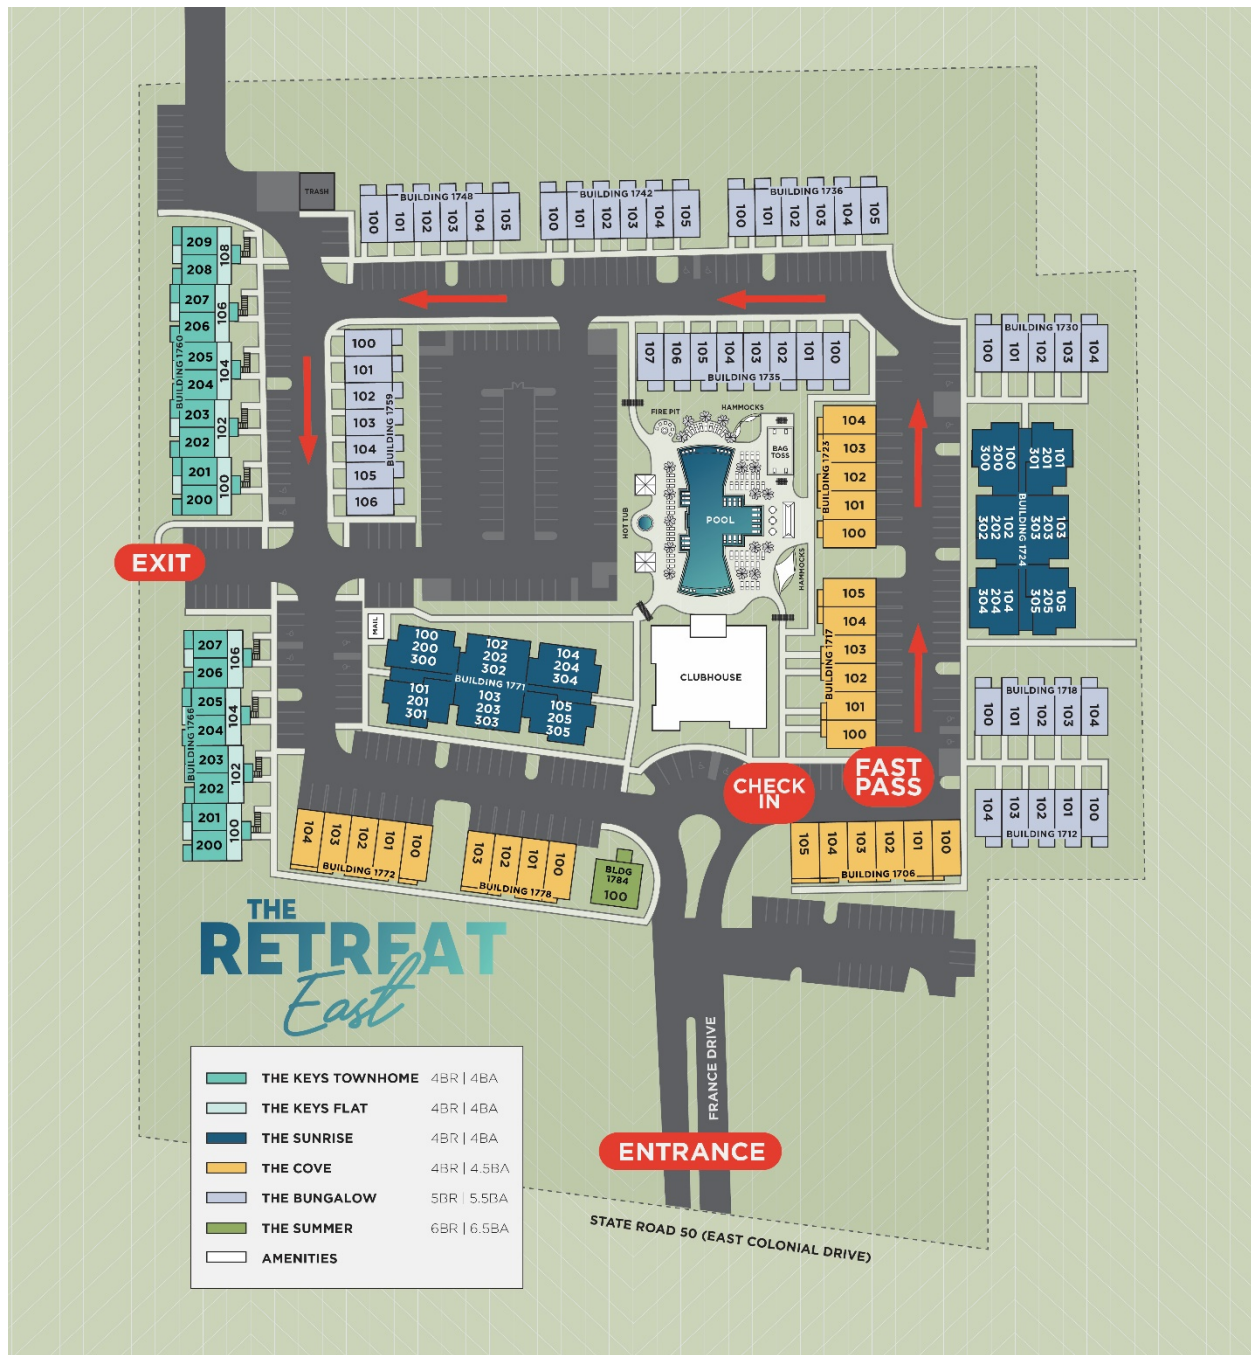 TRASH
BUILDING 1748
100 101 102 103 104 105
BUILDING 1742
100 101 102 103 104 105
BUILDING 1736
100 101 102 103 104 105
209
208
108
207
206
106
205
204
104
203
202
102
201
200
100
BUILDING 1760
100
101
102
103
104
105
106
BUILDING 1759
107 106 105 104 103 102 101 100
BUILDING 1735
BUILDING 1730
100 101 102 103 104
FIRE PIT
HAMMOCKS
BAG
TOSS
POOL
HOT TUB
HAMMOCKS
104
103
102
101
100
BUILDING 1723
100
200
300
101
201
301
102
202
302
103
203
303
104
204
304
105
205
305
BUILDING 1724
EXIT
105
104
103
102
101
100
BUILDING 1717
MAIL
100
200
300
102
202
302
104
204
304
BUILDING 1771
101
201
301
103
203
303
105
205
305
CLUBHOUSE
207
206
106
205
204
104
203
202
102
201
200
100
BUILDING 1766
BUILDING 1718
100 101 102 103 104
CHECK
IN
FAST
PASS
104 103 102 101 100
BUILDING 1712
104 103 102 101 100
BUILDING 1772
103 102 101 100
BUILDING 1778
BLDG
1784
100
105 104 103 102 101 100
BUILDING 1706
THE
RETREAT
East
FRANCE DRIVE
ENTRANCE
STATE ROAD 50 (EAST COLONIAL DRIVE)
THE KEYS TOWNHOME 4BR | 4BA
THE KEYS FLAT 4BR | 4BA
THE SUNRISE 4BR | 4BA
THE COVE 4BR | 4.5BA
THE BUNGALOW 5BR | 5.5BA
THE SUMMER 6BR | 6.5BA
AMENITIES